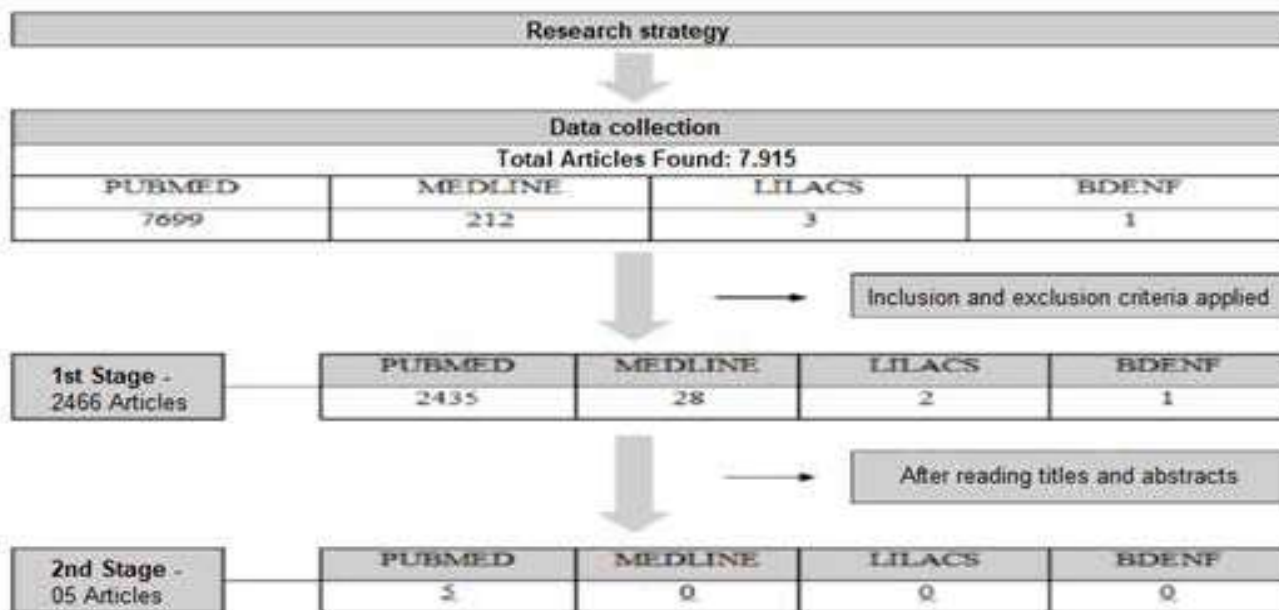 Research strategy
Data collection
Total Articles Found: 7.915
PUBMED MEDLINE LILACS BDENF
7699 212 3 1
Inclusion and exclusion criteria applied
1st Stage -
2466 Articles
PUBMED MEDLINE LILACS BDENF
2435 28 2 1
After reading titles and abstracts
2nd Stage -
05 Articles
PUBMED MEDLINE LILACS BDENF
5 0 0 0